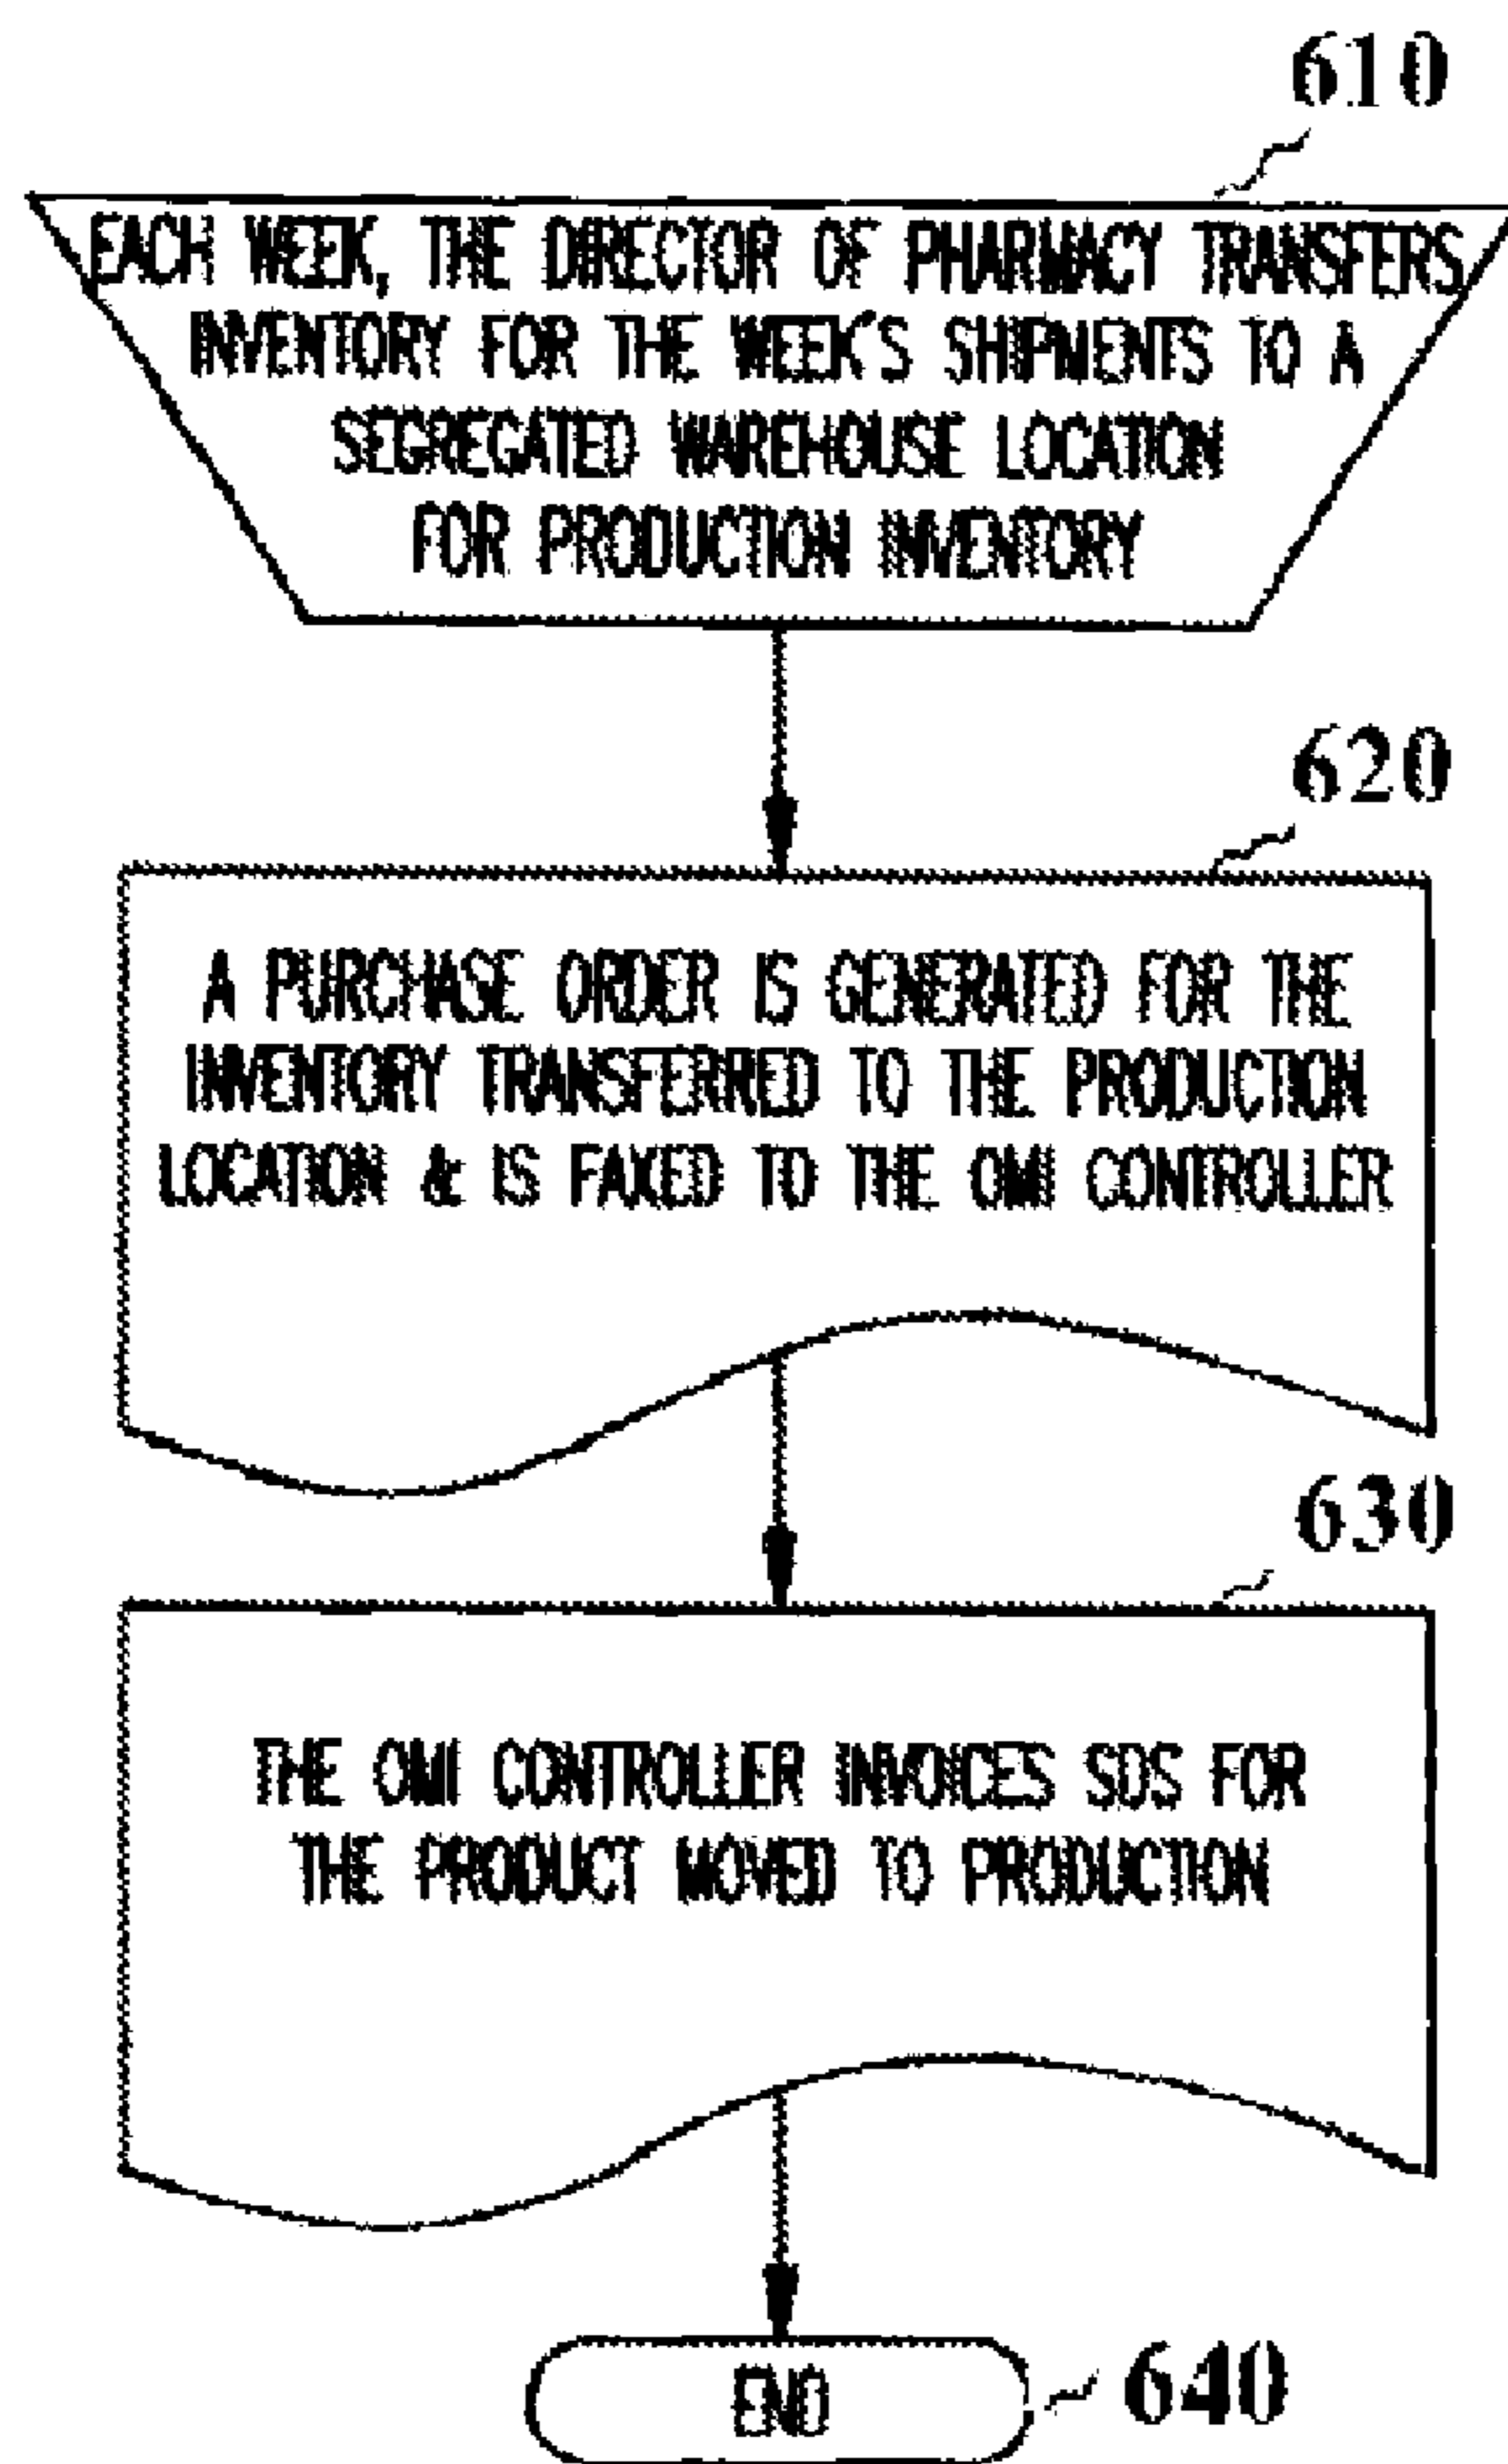 610
EACH WEEK, THE DIRECTOR OF PHARMACY TRANSFERS
INVENTORY FOR THE WEEK'S SHIPMENTS TO A
SEGREGATED WAREHOUSE LOCATION
FOR PRODUCTION INVENTORY
620
A PURCHASE ORDER IS GENERATED FOR THE
INVENTORY TRANSFERRED TO THE PRODUCTION
LOCATION & IS FAXED TO THE OMI CONTROLLER
630
THE OMI CONTROLLER INVOICES SDS FOR
THE PRODUCT MOVED TO PRODUCTION
END
640